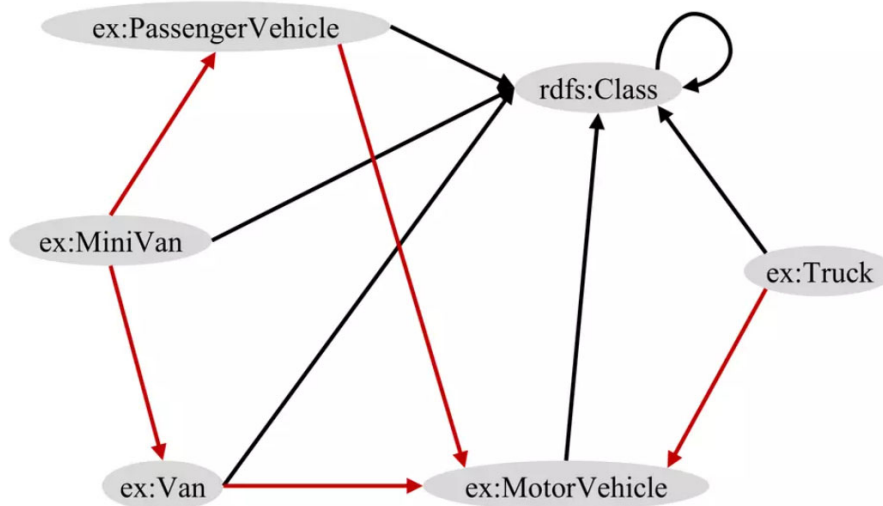 ex:PassengerVehicle
rdfs:Class
ex:MiniVan
ex:Truck
ex:Van
ex:MotorVehicle